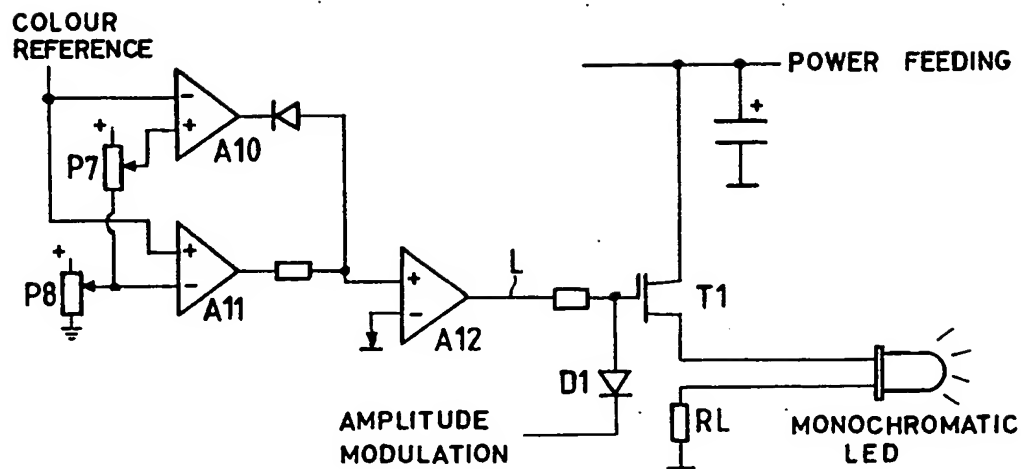 COLOUR
REFERENCE
POWER FEEDING
+
-
+
A10
+
P7
+
P8
+
-
A11
+
-
A12
L
T1
D1
AMPLITUDE
MODULATION
RL
MONOCHROMATIC
LED